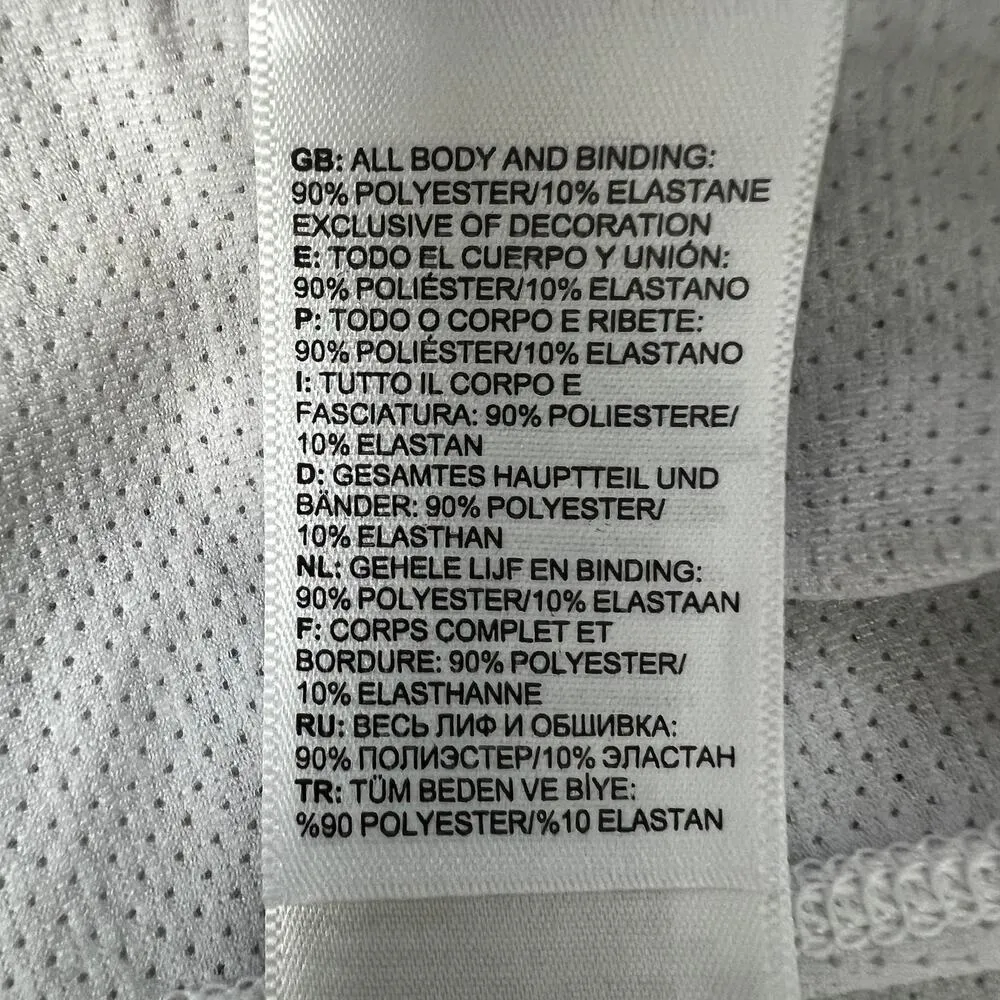 GB: ALL BODY AND BINDING:
90% POLYESTER/10% ELASTANE
EXCLUSIVE OF DECORATION
E: TODO EL CUERPO Y UNIÓN:
90% POLIÉSTER/10% ELASTANO
P: TODO O CORPO E RIBETE:
90% POLIÉSTER/10% ELASTANO
I: TUTTO IL CORPO E
FASCIATURA: 90% POLIESTERE/
10% ELASTAN
D: GESAMTES HAUPTTEIL UND
BÄNDER: 90% POLYESTER/
10% ELASTHAN
NL: GEHELE LIJF EN BINDING:
90% POLYESTER/10% ELASTAAN
F: CORPS COMPLET ET
BORDURE: 90% POLYESTER/
10% ELASTHANNE
RU: ВЕСЬ ЛИФ И ОБШИВКА:
90% ПОЛИЭСТЕР/10% ЭЛАСТАН
TR: TÜM BEDEN VE BİYE:
%90 POLYESTER/%10 ELASTAN